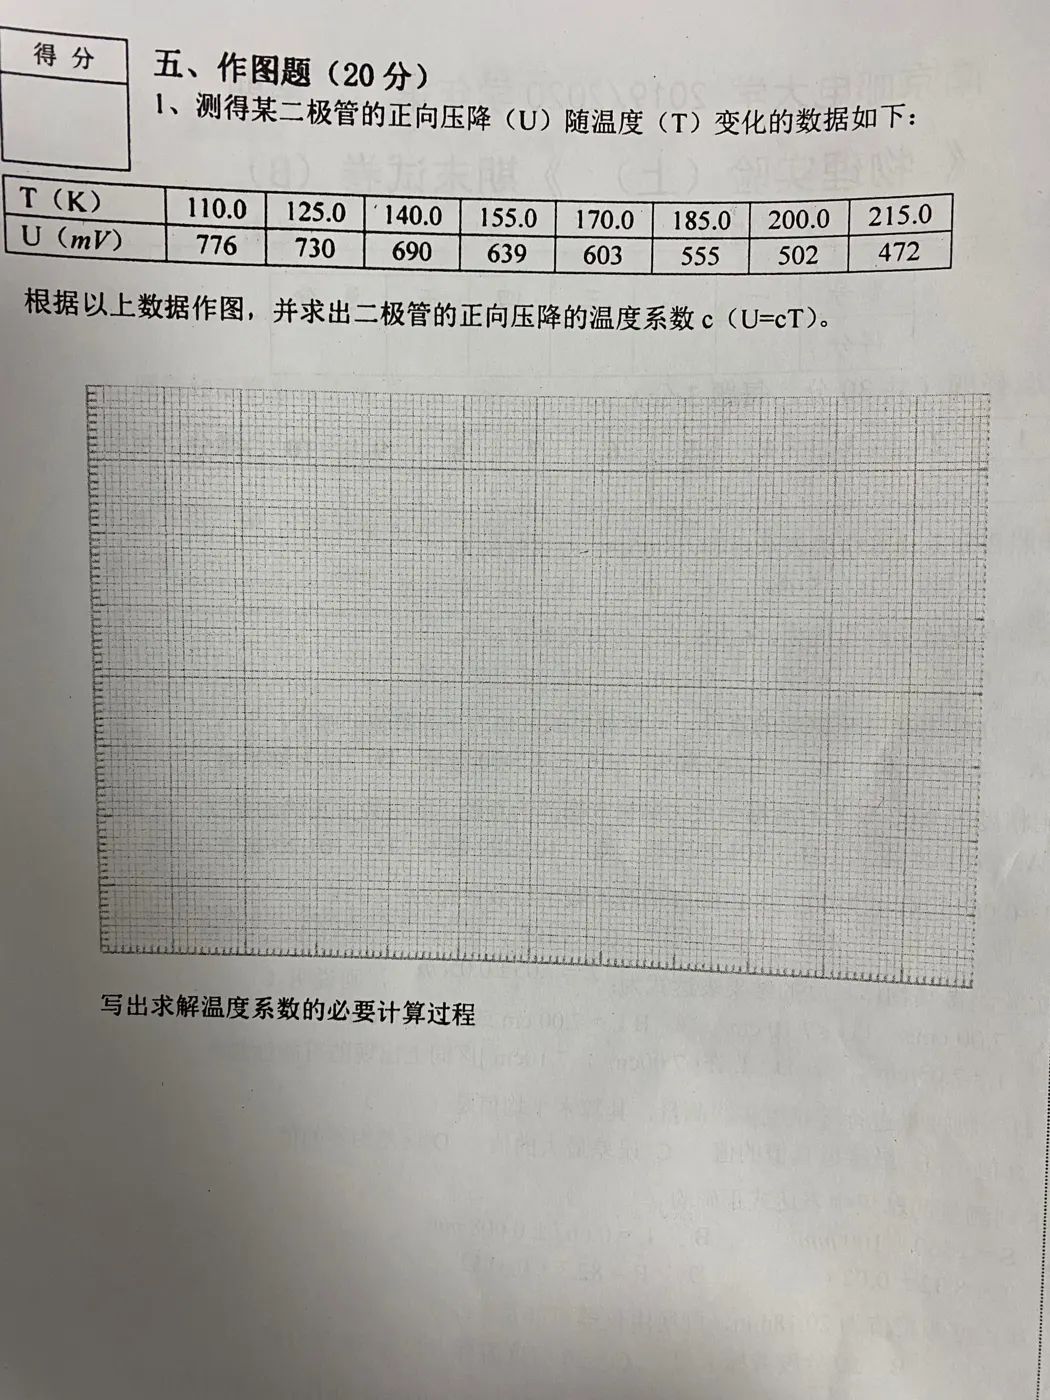 得 分
五、作图题（20 分）
1、测得某二极管的正向压降（U）随温度（T）变化的数据如下：
T（K） 110.0 125.0 140.0 155.0 170.0 185.0 200.0 215.0
U（mV） 776 730 690 639 603 555 502 472
根据以上数据作图，并求出二极管的正向压降的温度系数 c（U=cT）。
写出求解温度系数的必要计算过程